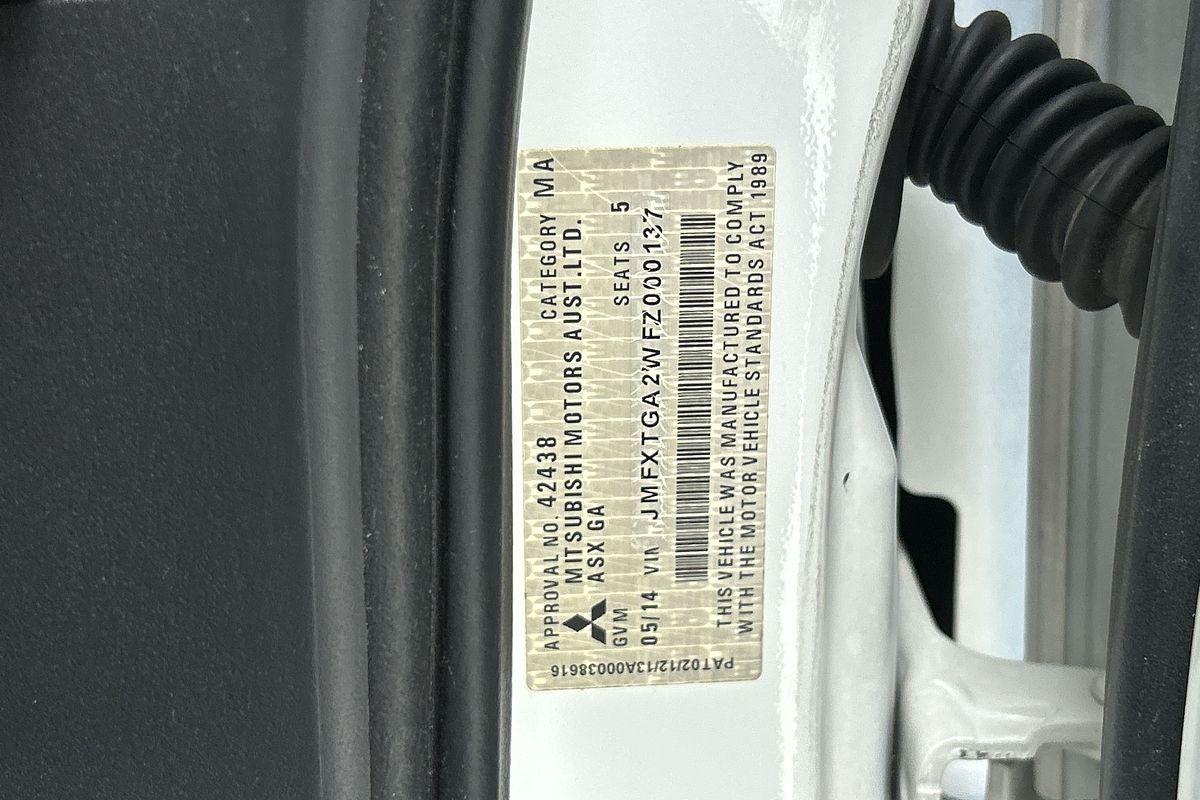 APPROVAL NO. 42438 CATEGORY MA
MITSUBISHI MOTORS AUST.LTD.
ASX GA
GVM SEATS 5
05/14 VIN JMFXTGA2WFZ000137
THIS VEHICLE WAS MANUFACTURED TO COMPLY
WITH THE MOTOR VEHICLE STANDARDS ACT 1989
PAT02/12/13A00038616